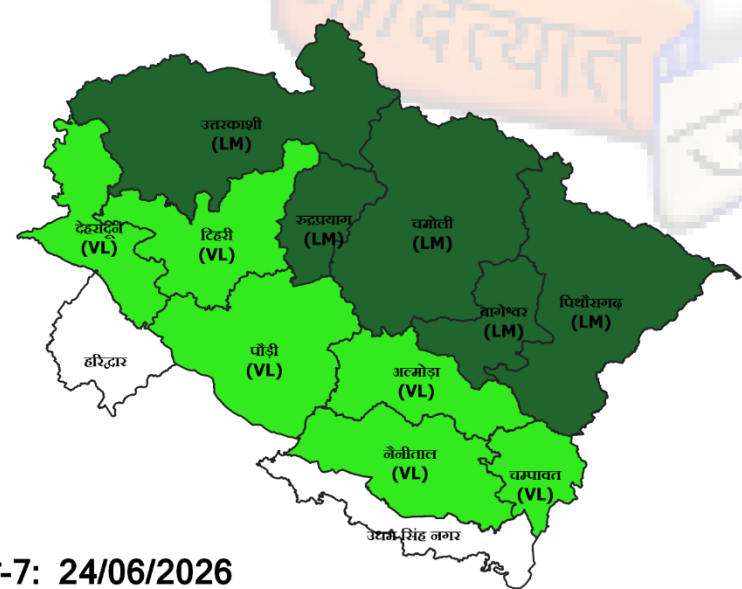 उत्तरकाशी
(LM)
देहरादून
(VL)
टिहरी
(VL)
रुद्रप्रयाग
(LM)
चमोली
(LM)
बागेश्वर
(LM)
पिथौरागढ़
(LM)
हरिद्वार
पौड़ी
(VL)
अल्मोड़ा
(VL)
नैनीताल
(VL)
चम्पावत
(VL)
उधम सिंह नगर
-7: 24/06/2026